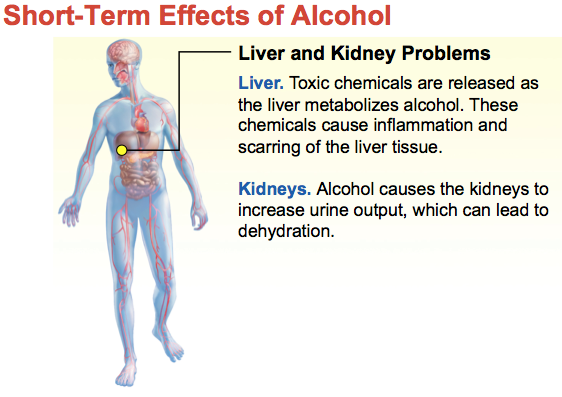 Short-Term Effects of Alcohol
Liver and Kidney Problems
Liver. Toxic chemicals are released as
the liver metabolizes alcohol. These
chemicals cause inflammation and
scarring of the liver tissue.
Kidneys. Alcohol causes the kidneys to
increase urine output, which can lead to
dehydration.